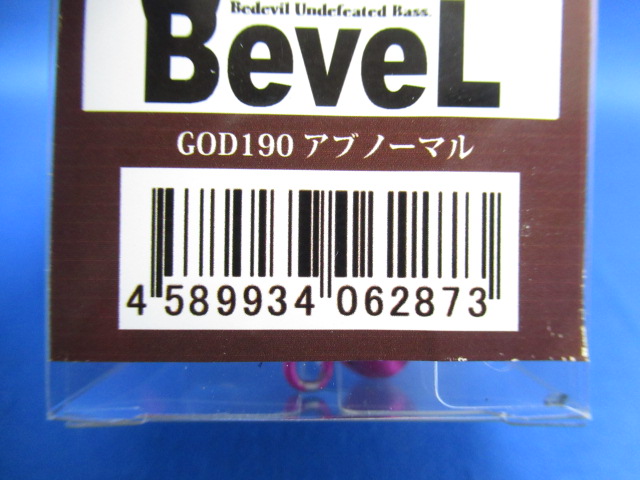 Bedevil Undefeated Bass.
BeveL
GOD190 アブノーマル
4 589934 062873